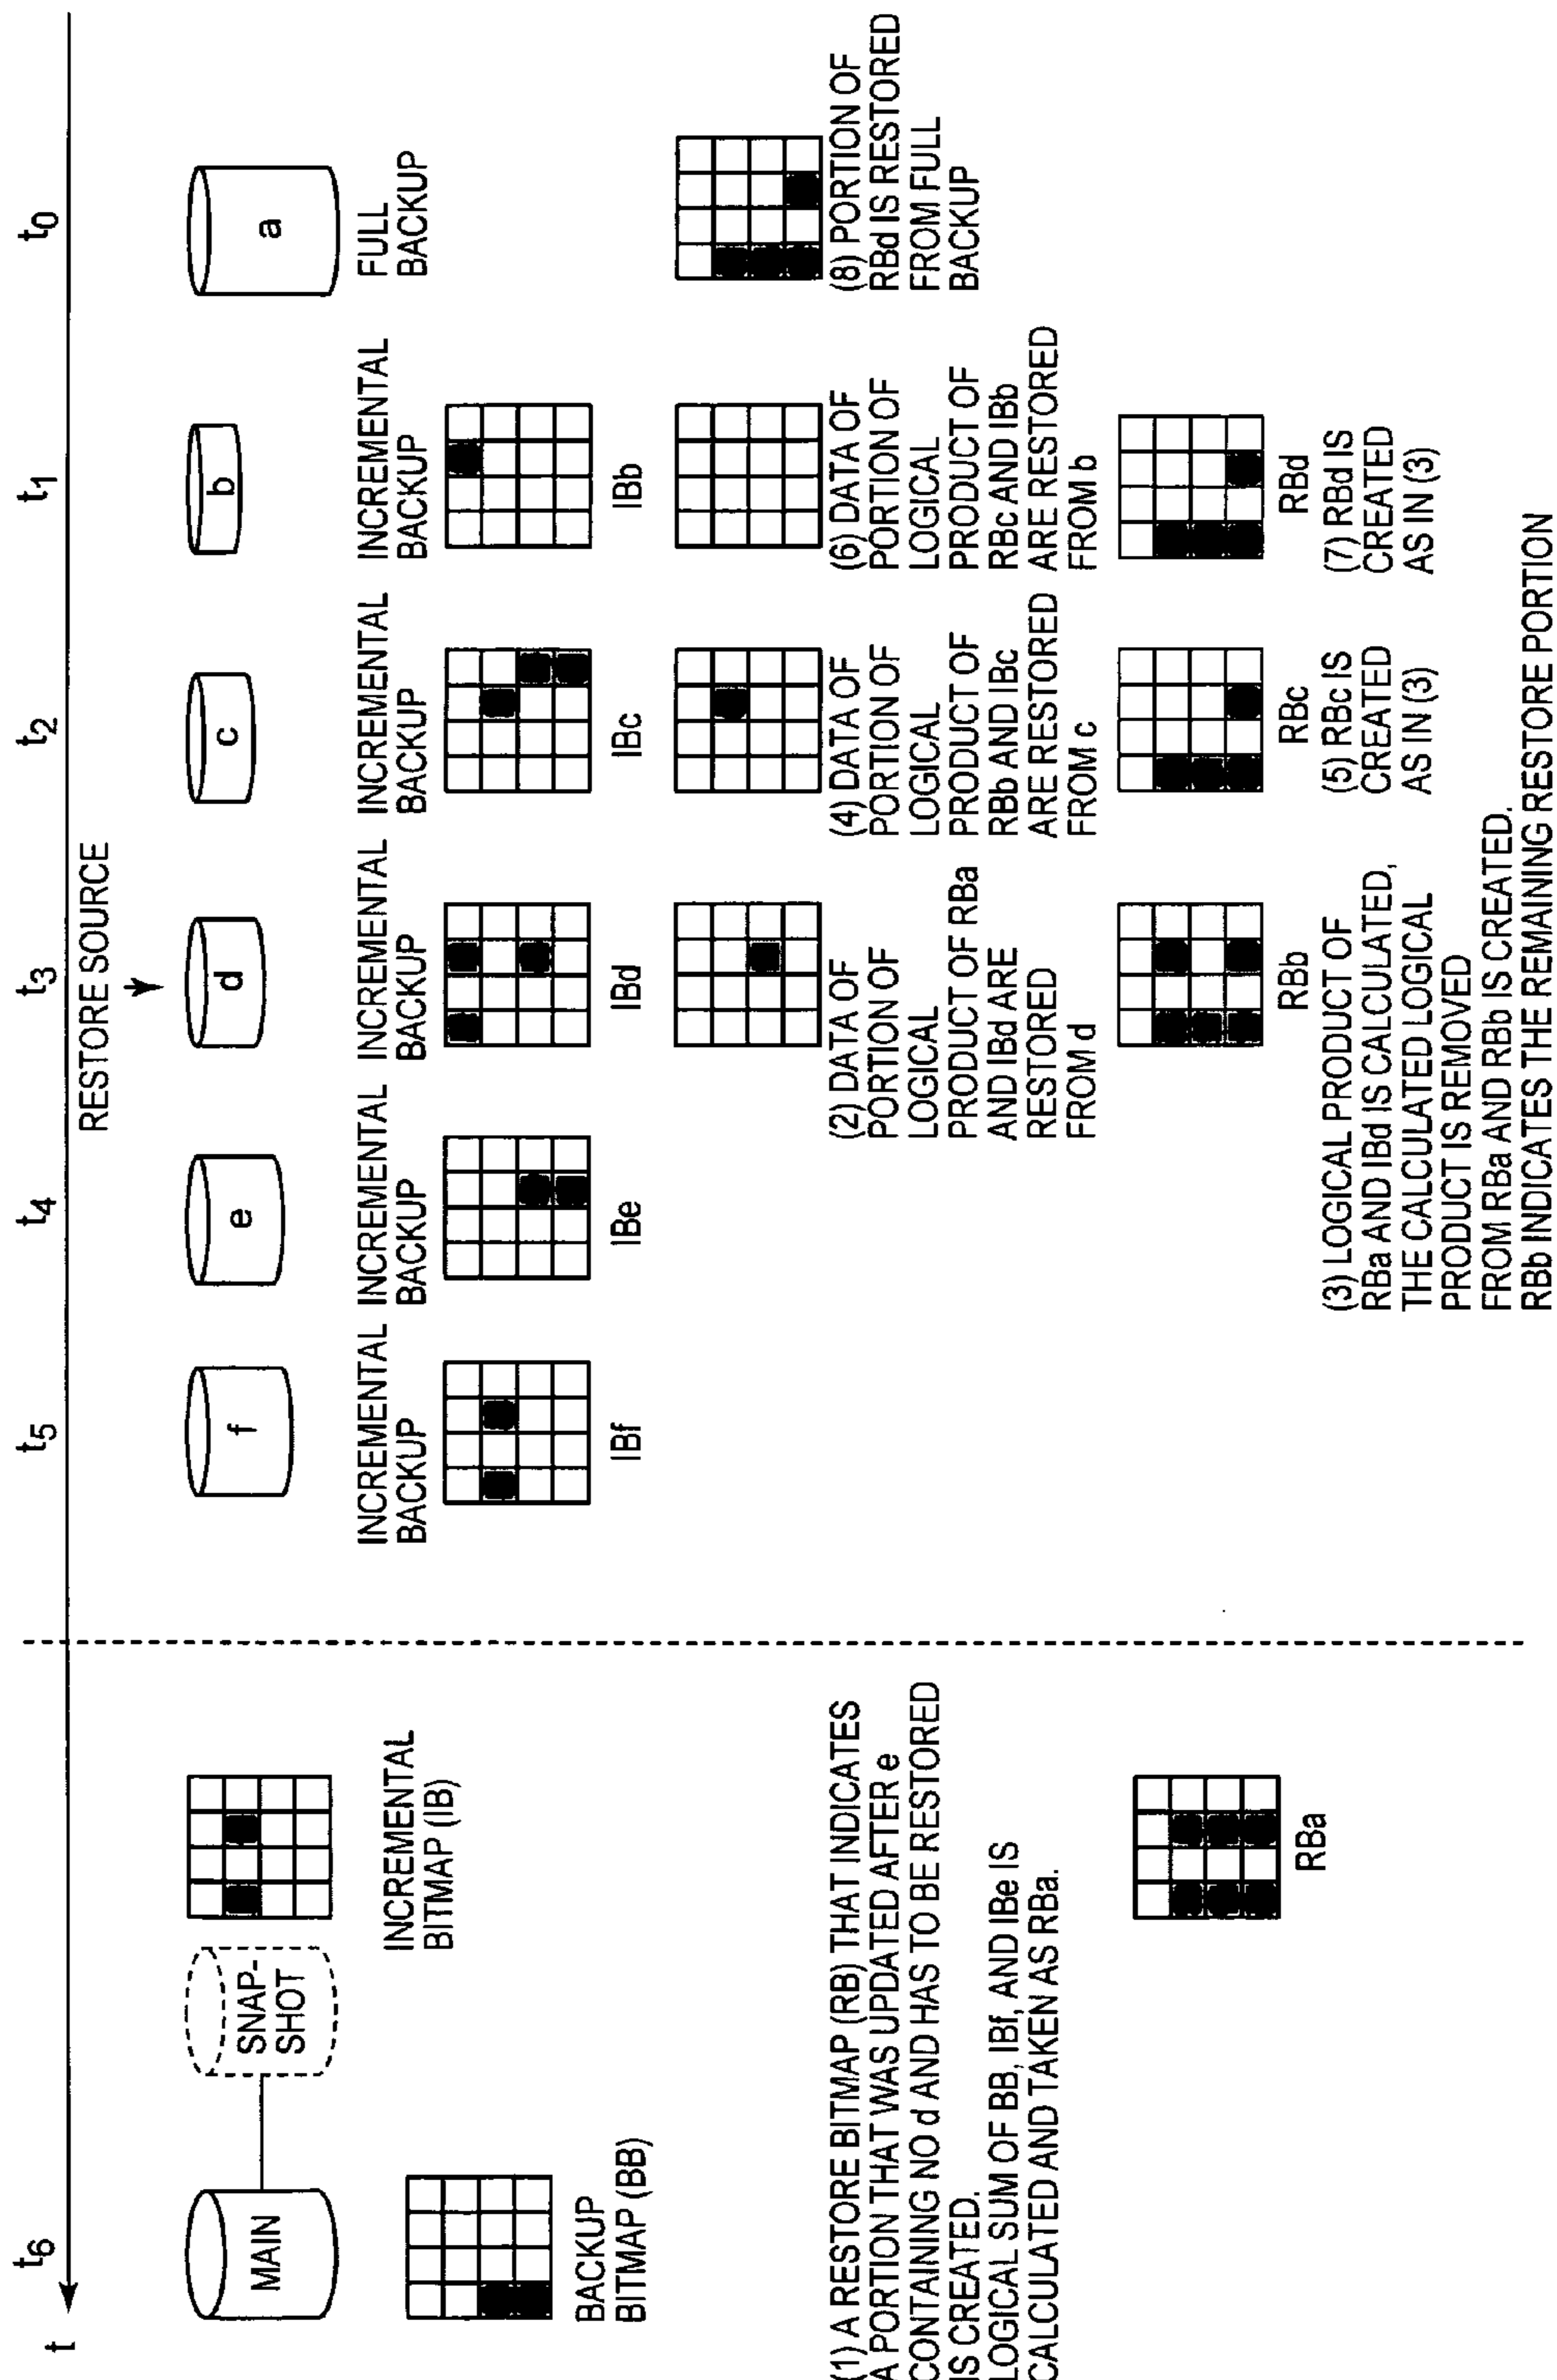 t
t6
t5
t4
t3
t2
t1
t0
RESTORE SOURCE
MAIN
SNAP-
SHOT
f
e
d
c
b
a
BACKUP
BITMAP (BB)
INCREMENTAL
BITMAP (IB)
INCREMENTAL
BACKUP
IBf
INCREMENTAL
BACKUP
IBe
INCREMENTAL
BACKUP
IBd
INCREMENTAL
BACKUP
IBc
INCREMENTAL
BACKUP
IBb
FULL
BACKUP
(1) A RESTORE BITMAP (RB) THAT INDICATES
A PORTION THAT WAS UPDATED AFTER e
CONTAINING NO d AND HAS TO BE RESTORED
IS CREATED.
LOGICAL SUM OF BB, IBf, AND IBe IS
CALCULATED AND TAKEN AS RBa.
RBa
(2) DATA OF
PORTION OF
LOGICAL
PRODUCT OF RBa
AND IBd ARE
RESTORED
FROM d
RBb
(3) LOGICAL PRODUCT OF
RBa AND IBd IS CALCULATED,
THE CALCULATED LOGICAL
PRODUCT IS REMOVED
FROM RBa AND RBb IS CREATED.
RBb INDICATES THE REMAINING RESTORE PORTION
(4) DATA OF
PORTION OF
LOGICAL
PRODUCT OF
RBb AND IBc
ARE RESTORED
FROM c
RBc
(5) RBc IS
CREATED
AS IN (3)
(6) DATA OF
PORTION OF
LOGICAL
PRODUCT OF
RBc AND IBb
ARE RESTORED
FROM b
RBd
(7) RBd IS
CREATED
AS IN (3)
(8) PORTION OF
RBd IS RESTORED
FROM FULL
BACKUP